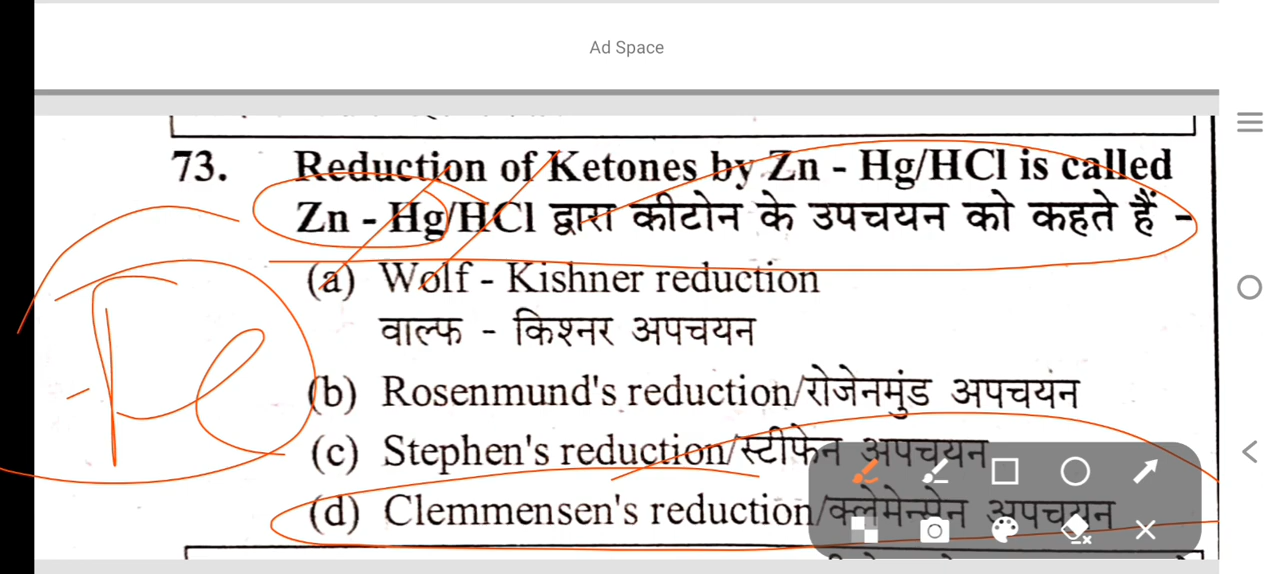 Ad Space
73. Reduction of Ketones by Zn - Hg/HCl is called
Zn - Hg/HCl द्वारा कीटोन के उपचयन को कहते हैं -
(a) Wolf - Kishner reduction
वाल्फ - किश्नर अपचयन
(b) Rosenmund's reduction/रोजेनमुंड अपचयन
(c) Stephen's reduction/स्टीफेन अपचयन
(d) Clemmensen's reduction/क्लेमेन्सेन अपचयन